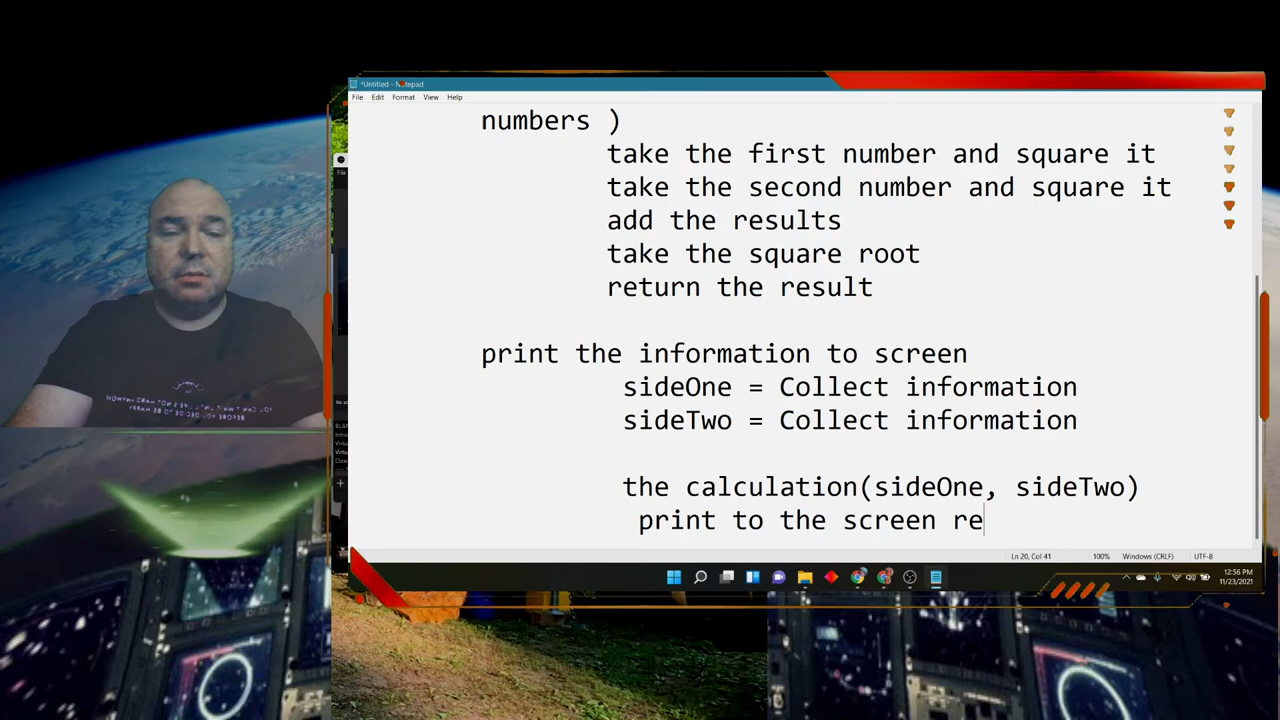 *Untitled - Notepad
File Edit Format View Help
numbers )
take the first number and square it
take the second number and square it
add the results
take the square root
return the result
print the information to screen
sideOne = Collect information
sideTwo = Collect information
the calculation(sideOne, sideTwo)
print to the screen re
Ln 20, Col 41 100% Windows (CRLF) UTF-8
12:56 PM
11/23/2021